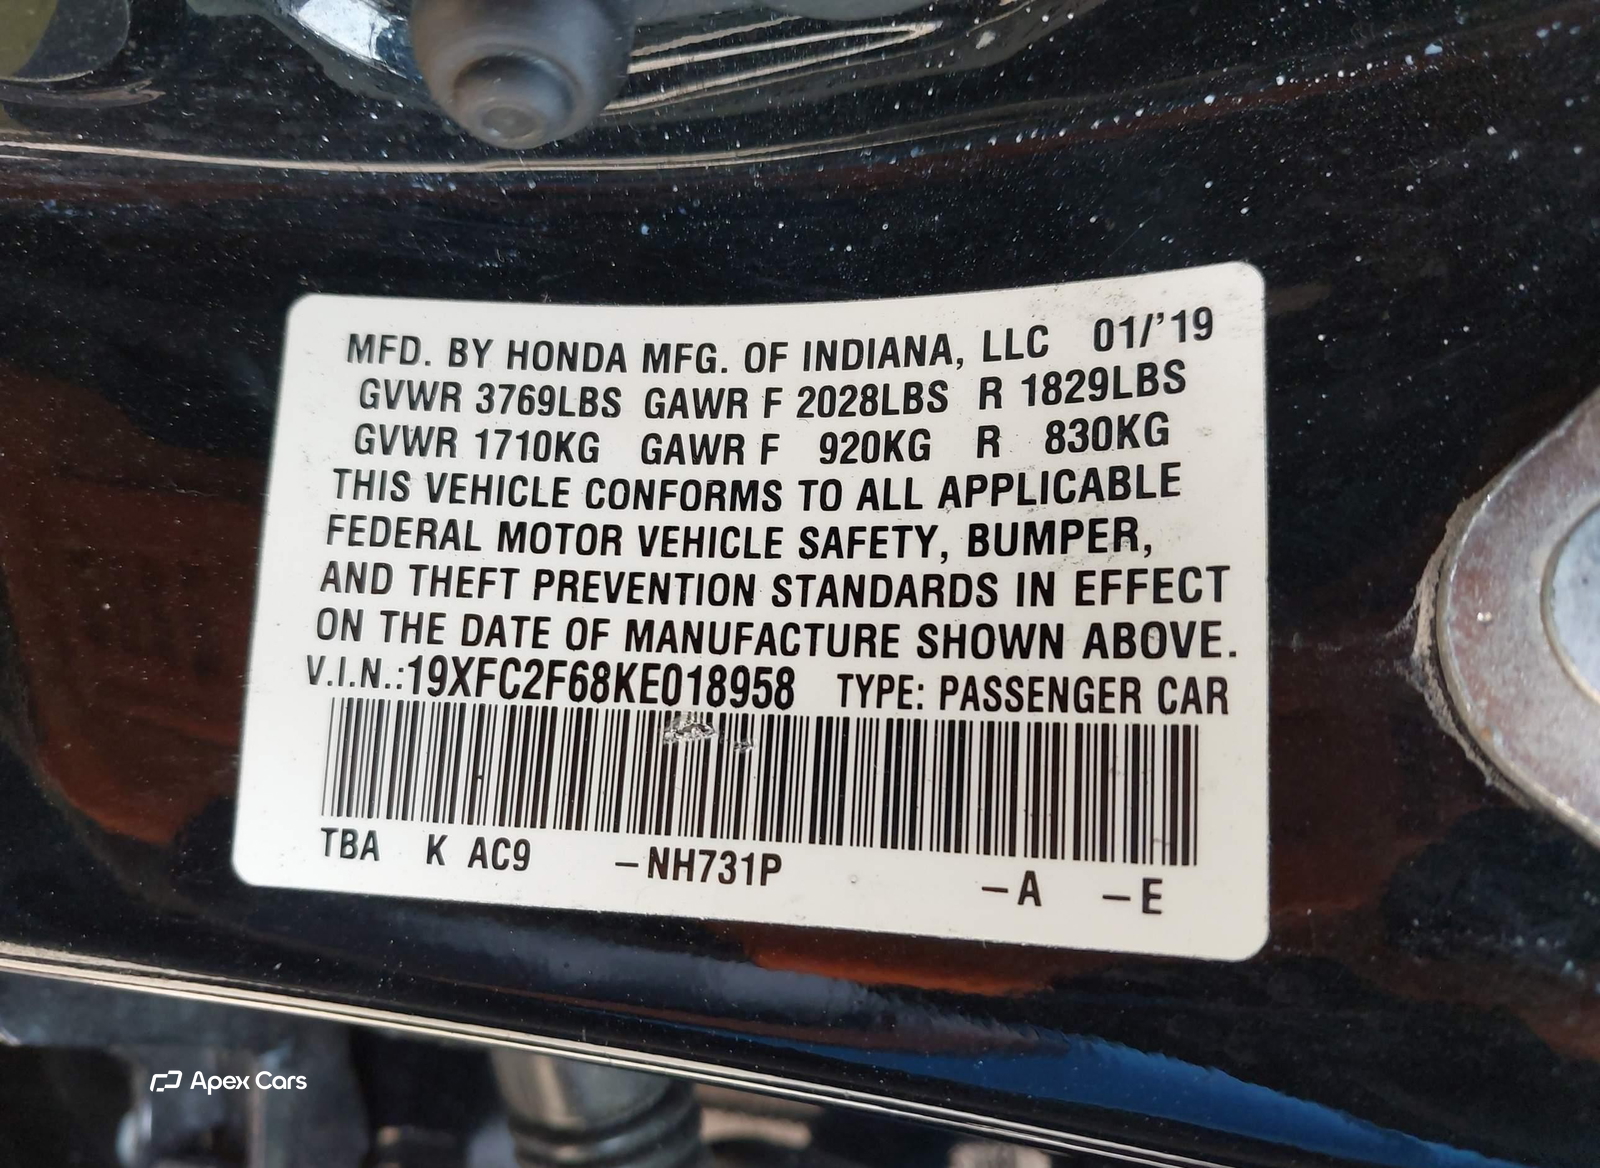 MFD. BY HONDA MFG. OF INDIANA, LLC 01/'19
GVWR 3769LBS GAWR F 2028LBS R 1829LBS
GVWR 1710KG GAWR F 920KG R 830KG
THIS VEHICLE CONFORMS TO ALL APPLICABLE
FEDERAL MOTOR VEHICLE SAFETY, BUMPER,
AND THEFT PREVENTION STANDARDS IN EFFECT
ON THE DATE OF MANUFACTURE SHOWN ABOVE.
V.I.N.:19XFC2F68KE018958 TYPE: PASSENGER CAR
TBA K AC9 –NH731P –A –E
Apex Cars